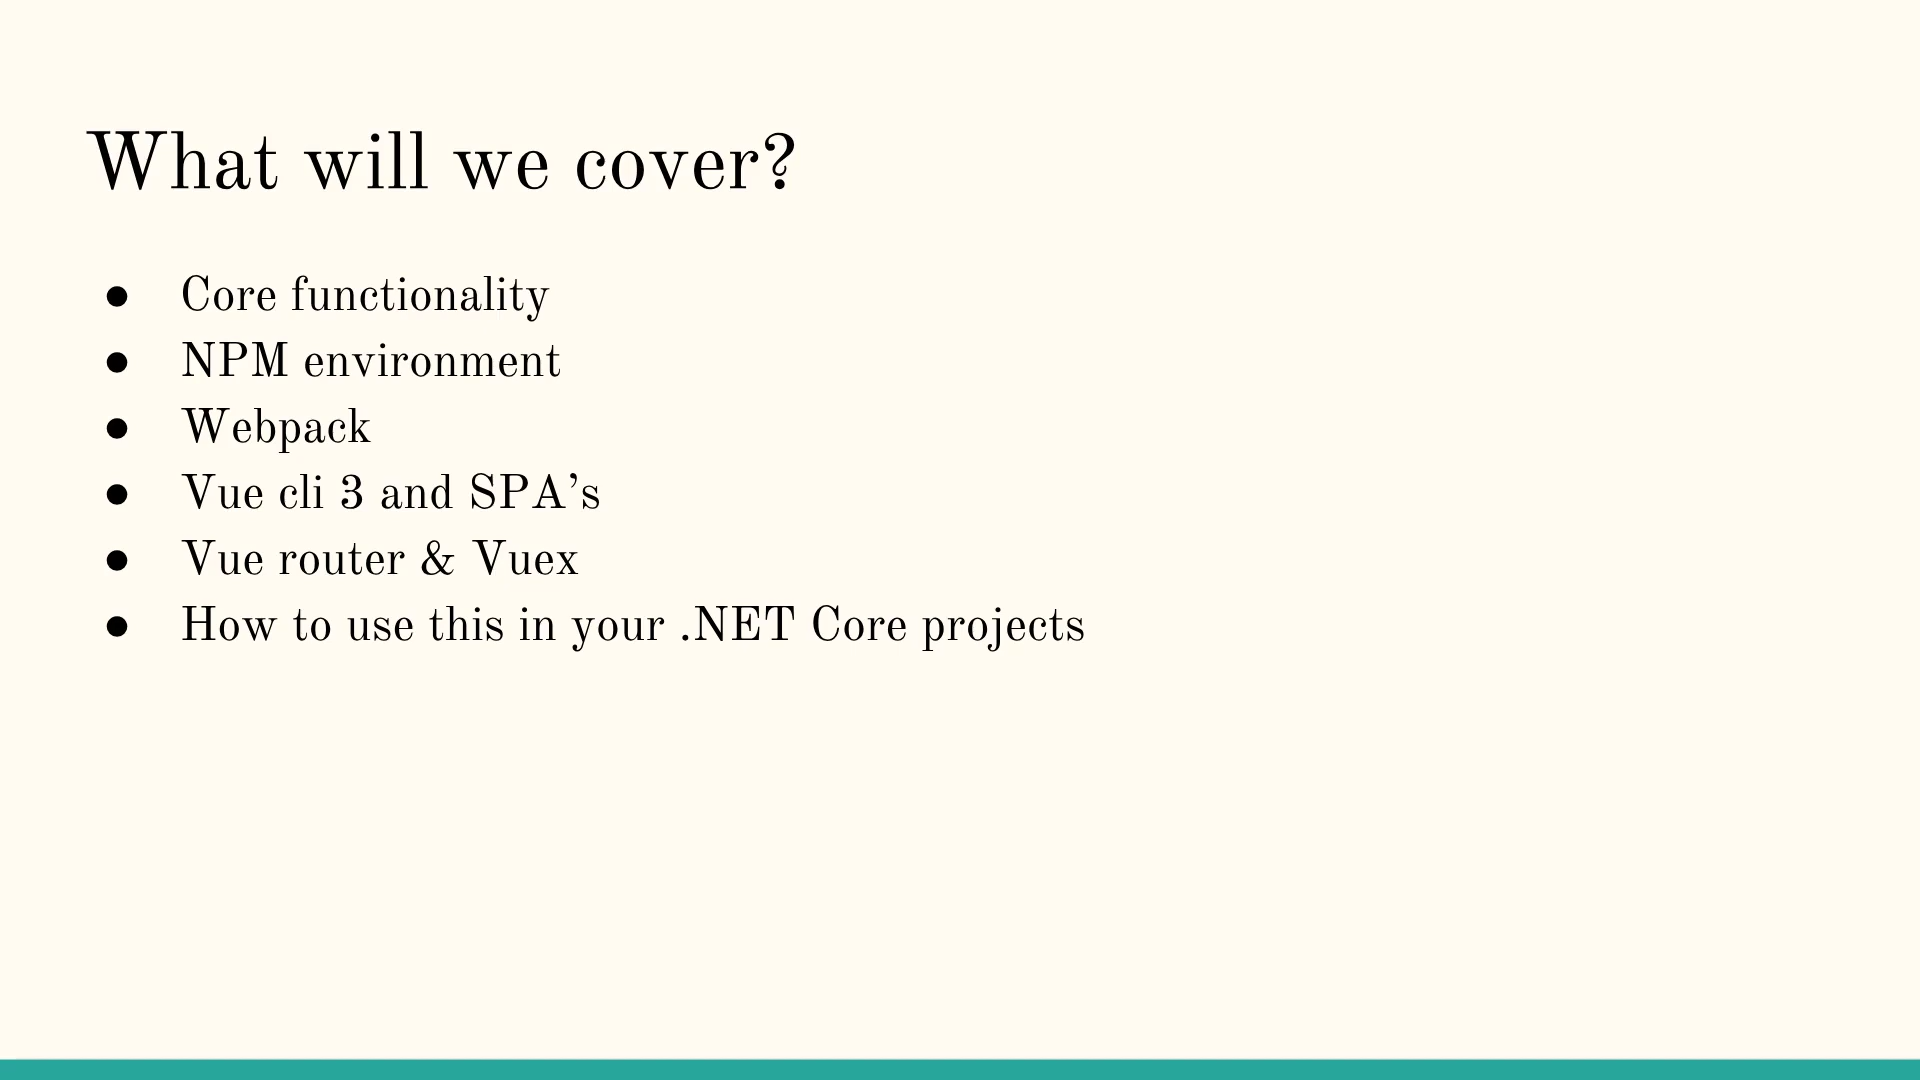 What will we cover?
● Core functionality
● NPM environment
● Webpack
● Vue cli 3 and SPA’s
● Vue router & Vuex
● How to use this in your .NET Core projects